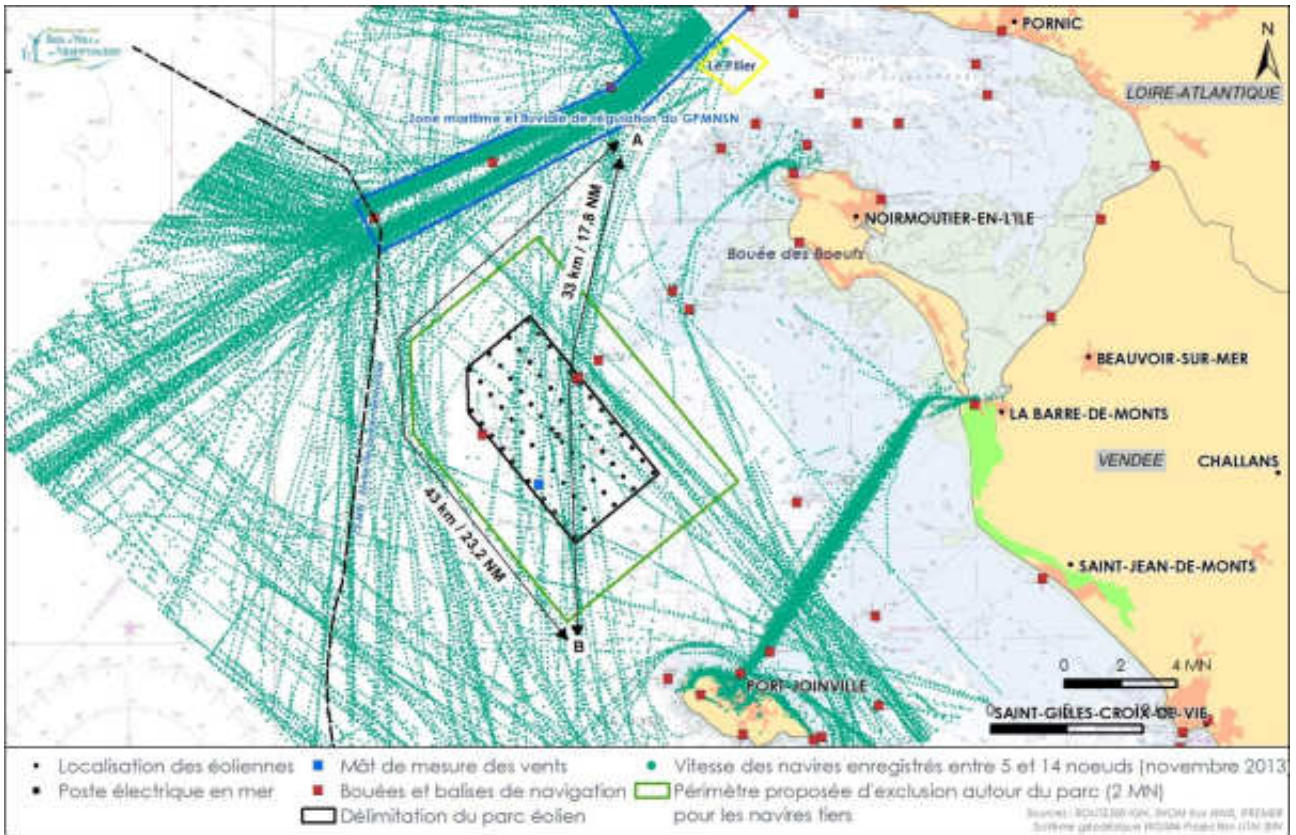 PORNIC
N
Le Pilier
LOIRE-ATLANTIQUE
Zone maritime et fluviale de régulation du GPMNSN
A
33 km / 17,8 NM
NOIRMOUTIER-EN-L'ILE
Bouée des Boeufs
BEAUVOIR-SUR-MER
LA BARRE-DE-MONTS
VENDEE
CHALLANS
43 km / 23,2 NM
SAINT-JEAN-DE-MONTS
B
0 2 4 MN
PORT-JOINVILLE
SAINT-GILLES-CROIX-DE-VIE
Localisation des éoliennes
Mât de mesure des vents
Vitesse des navires enregistrés entre 5 et 14 noeuds (novembre 2013)
Poste électrique en mer
Bouées et balises de navigation
Périmètre proposée d'exclusion autour du parc (2 MN)
Délimitation du parc éolien
pour les navires tiers